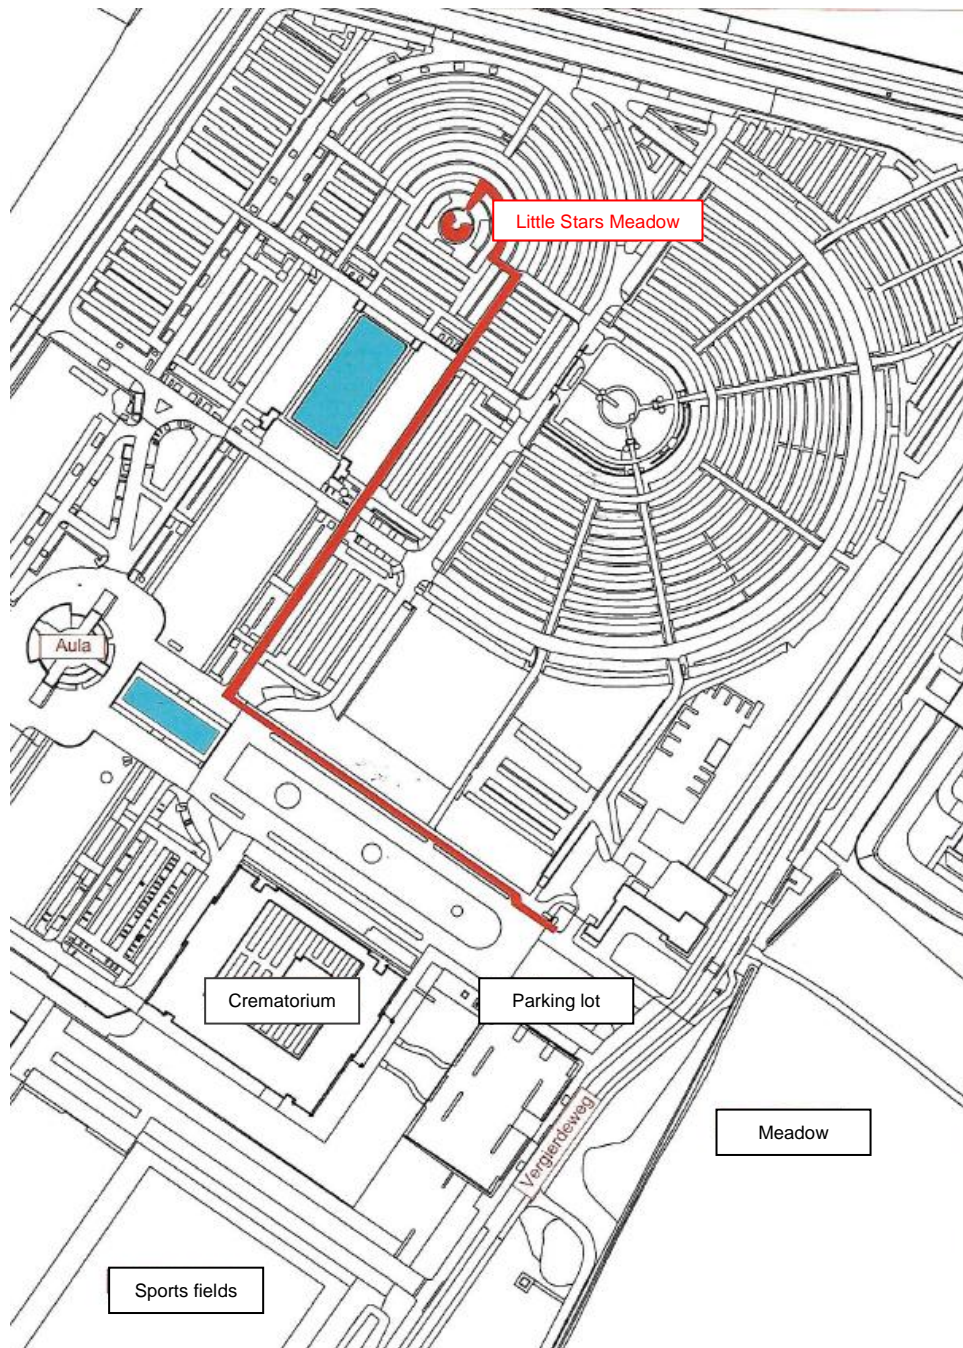 Little Stars Meadow
Aula
Crematorium
Parking lot
Vergierdeweg
Meadow
Sports fields